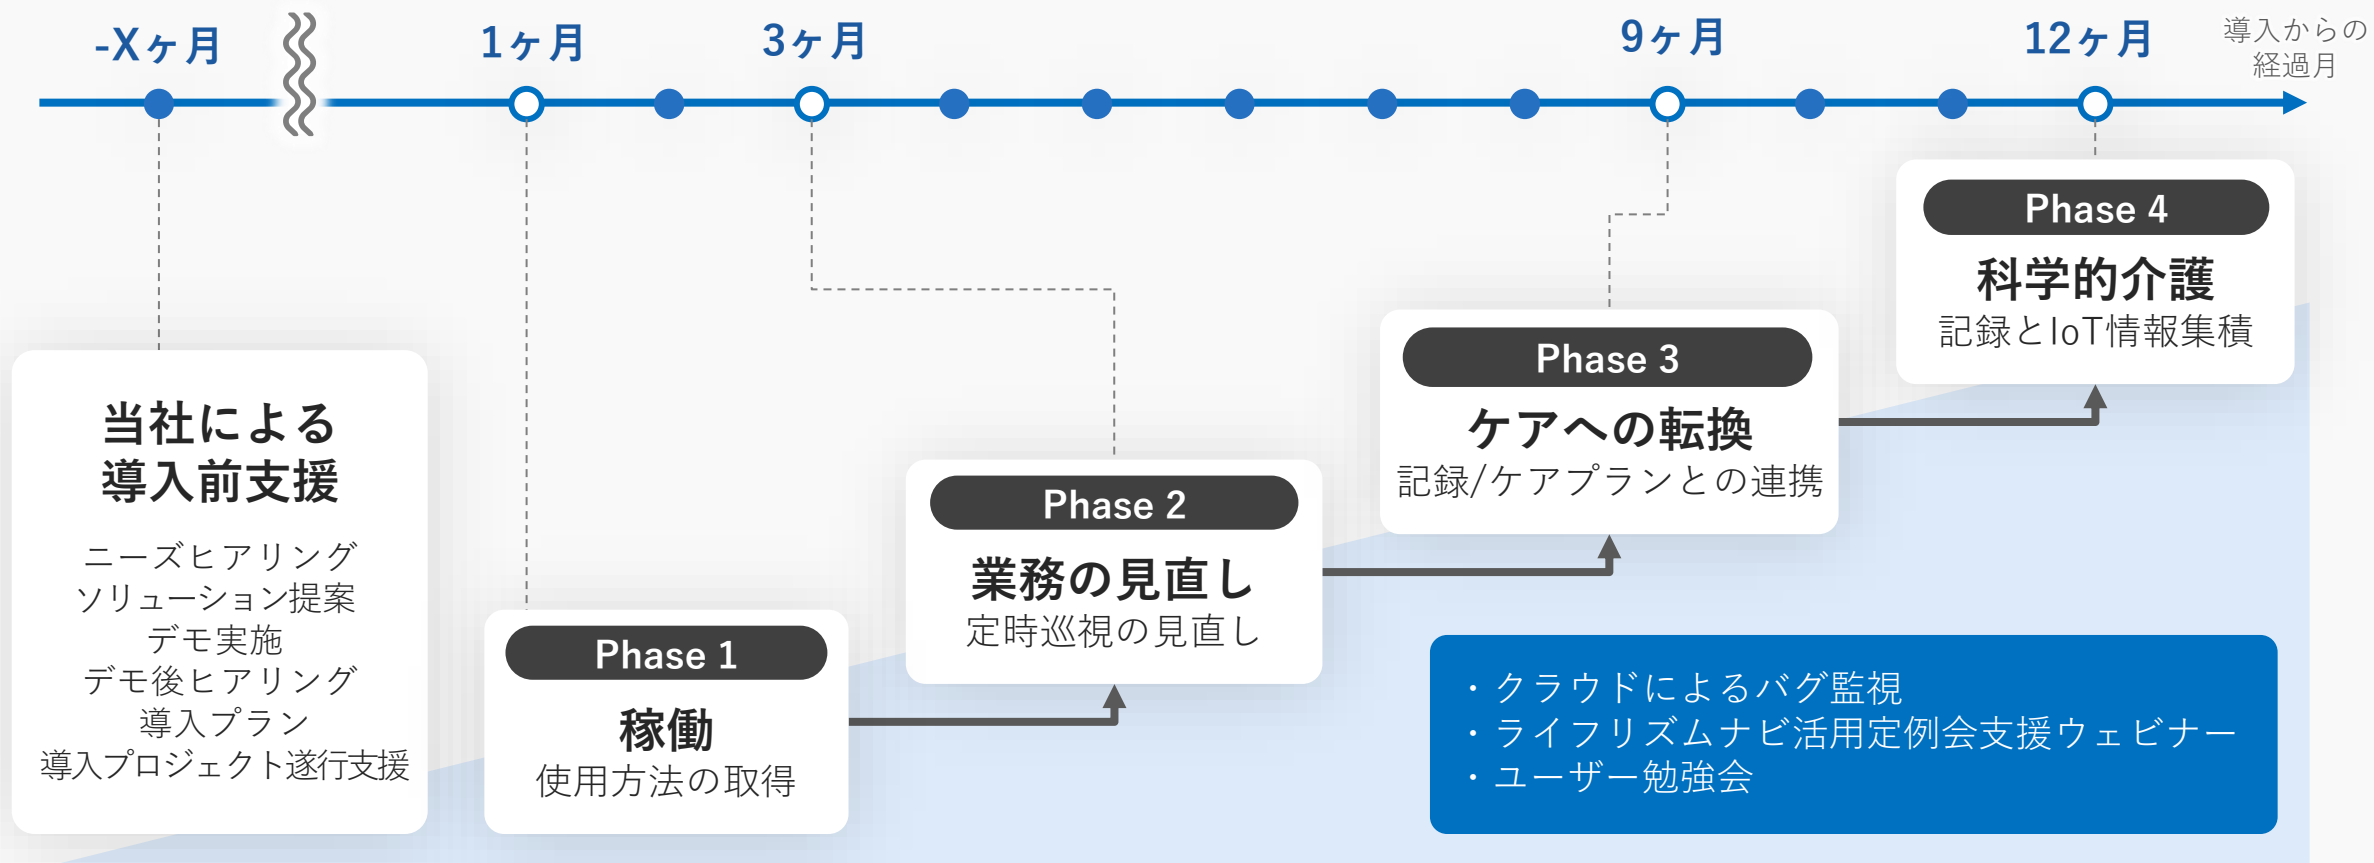 -Xヶ月
1ヶ月
3ヶ月
9ヶ月
12ヶ月
導入からの
経過月
当社による
導入前支援
ニーズヒアリング
ソリューション提案
デモ実施
デモ後ヒアリング
導入プラン
導入プロジェクト遂行支援
Phase 1
稼働
使用方法の取得
Phase 2
業務の見直し
定時巡視の見直し
Phase 3
ケアへの転換
記録/ケアプランとの連携
Phase 4
科学的介護
記録とIoT情報集積
・クラウドによるバグ監視
・ライフリズムナビ活用定例会支援ウェビナー
・ユーザー勉強会